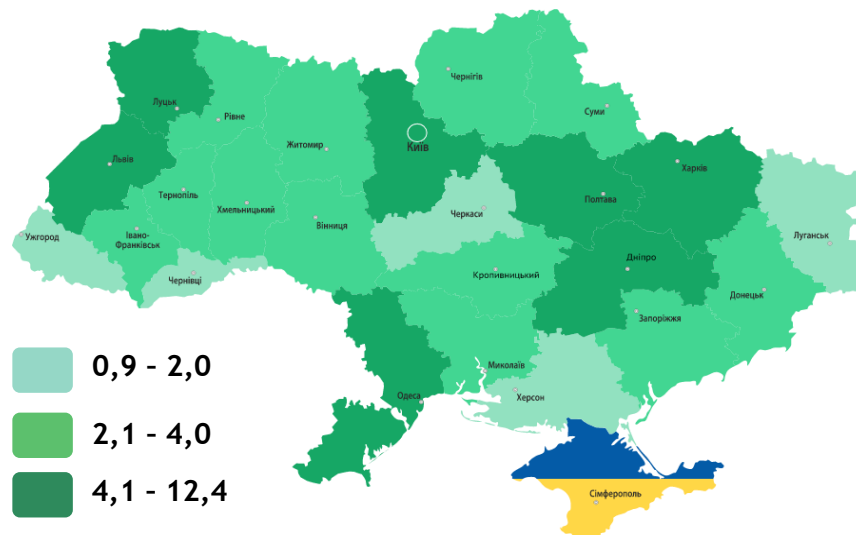 Чернігів
Луцьк
Рівне
Суми
Житомир
Київ
Львів
Харків
Тернопіль
Полтава
Хмельницький
Черкаси
Вінниця
Ужгород
Івано-
Франківськ
Луганськ
Дніпро
Чернівці
Кропивницький
Донецьк
Запоріжжя
Миколаїв
Одеса
Херсон
Сімферополь
0,9 - 2,0
2,1 - 4,0
4,1 - 12,4